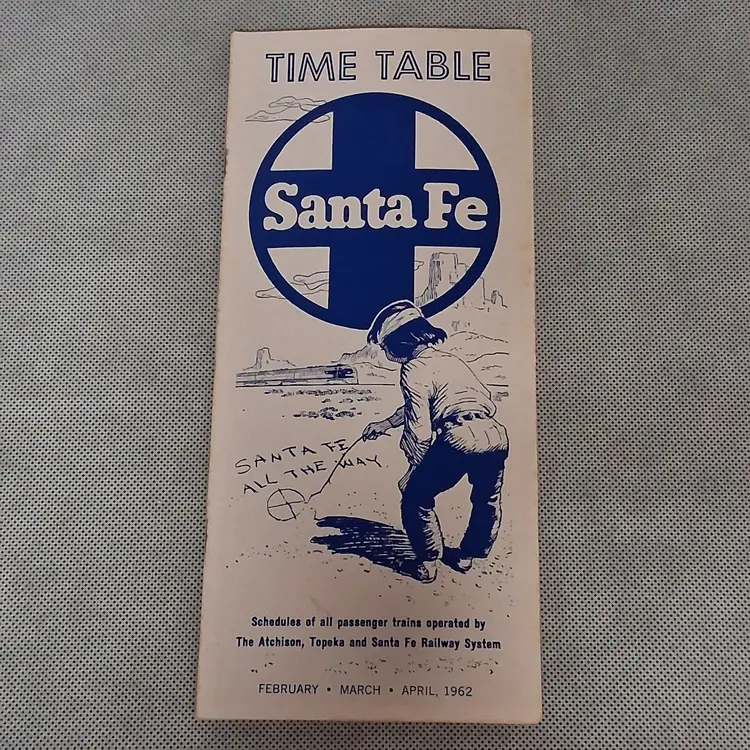 TIME TABLE
Santa Fe
SANTA FE
ALL THE WAY
Schedules of all passenger trains operated by
The Atchison, Topeka and Santa Fe Railway System
FEBRUARY • MARCH • APRIL, 1962